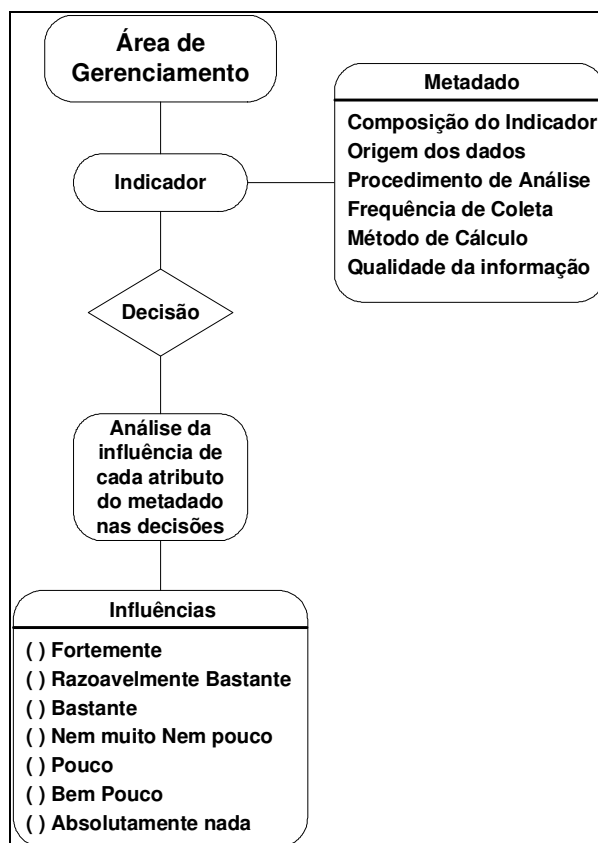 Área de
Gerenciamento
Metadado
Composição do Indicador
Origem dos dados
Procedimento de Análise
Frequência de Coleta
Método de Cálculo
Qualidade da informação
Indicador
Decisão
Análise da
influência de
cada atributo
do metadado
nas decisões
Influências
( ) Fortemente
( ) Razoavelmente Bastante
( ) Bastante
( ) Nem muito Nem pouco
( ) Pouco
( ) Bem Pouco
( ) Absolutamente nada